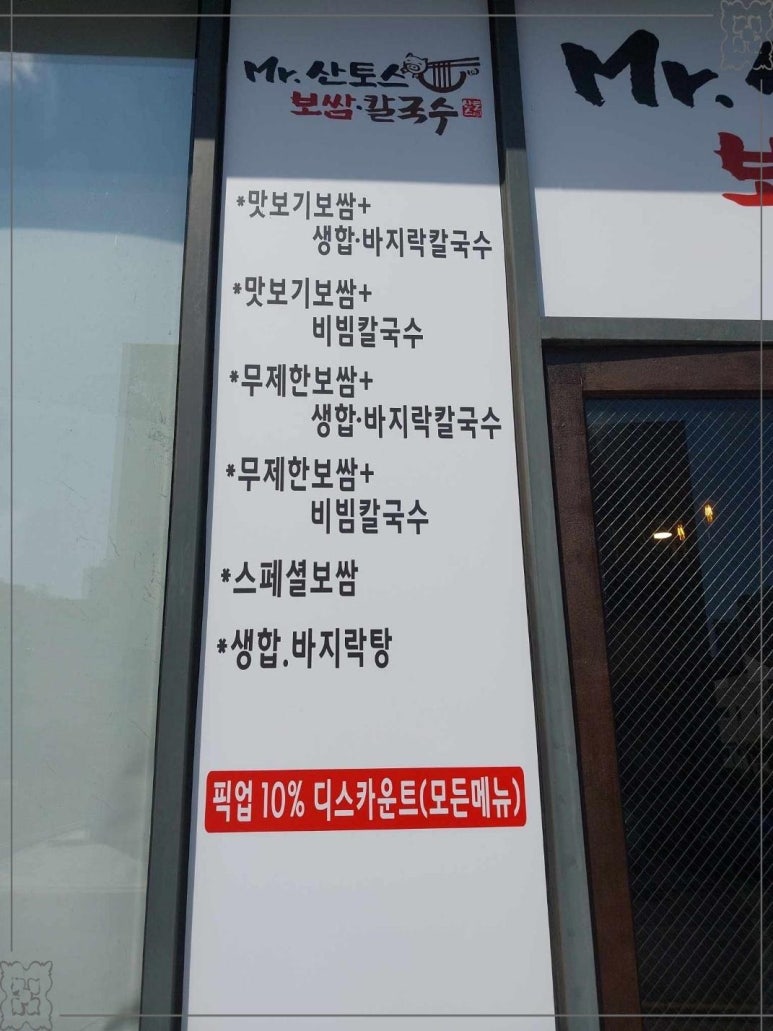 Mr. 산토스
보쌈·칼국수
*맛보기보쌈+
생합·바지락칼국수
*맛보기보쌈+
비빔칼국수
*무제한보쌈+
생합·바지락칼국수
*무제한보쌈+
비빔칼국수
*스페셜보쌈
*생합.바지락탕
픽업 10% 디스카운트(모든메뉴)
Mr.